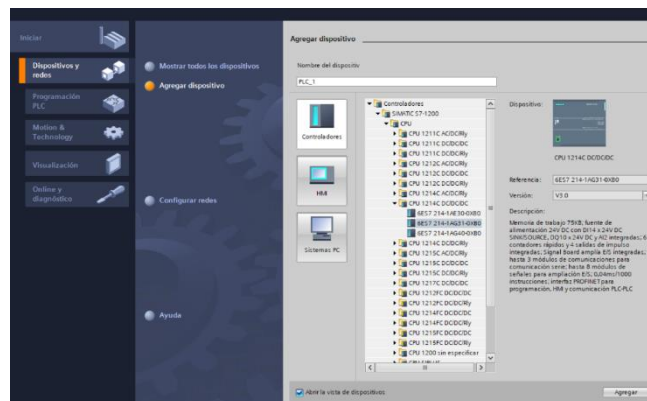 Iniciar
Dispositivos y
redes
Programación
PLC
Motion &
Technology
Visualización
Online y
diagnóstico
Mostrar todos los dispositivos
Agregar dispositivo
Configurar redes
Ayuda
Agregar dispositivo
Nombre del dispositiv
PLC_1
Controladores
HMI
Sistemas PC
Controladores
SIMATIC S7-1200
CPU
CPU 1211C AC/DC/Rly
CPU 1211C DC/DC/DC
CPU 1211C DC/DC/Rly
CPU 1212C AC/DC/Rly
CPU 1212C DC/DC/DC
CPU 1212C DC/DC/Rly
CPU 1214C AC/DC/Rly
CPU 1214C DC/DC/DC
6ES7 214-1AE30-0XB0
6ES7 214-1AG31-0XB0
6ES7 214-1AG40-0XB0
CPU 1214C DC/DC/Rly
CPU 1215C AC/DC/Rly
CPU 1215C DC/DC/DC
CPU 1215C DC/DC/Rly
CPU 1217C DC/DC/DC
CPU 1212FC DC/DC/DC
CPU 1212FC DC/DC/Rly
CPU 1214FC DC/DC/DC
CPU 1214FC DC/DC/Rly
CPU 1215FC DC/DC/DC
CPU 1215FC DC/DC/Rly
CPU 1200 sin especificar
Dispositivo:
CPU 1214C DC/DC/DC
Referencia:
6ES7 214-1AG31-0XB0
Versión:
V3.0
Descripción:
Memoria de trabajo 75KB; fuente de
alimentación 24V DC con DI14 x 24V DC
SINK/SOURCE, DQ10 x 24V DC y AI2 integradas; 6
contadores rápidos y 4 salidas de impulso
integradas; Signal Board amplía E/S integradas;
hasta 3 módulos de comunicaciones para
comunicación serie; hasta 8 módulos de
señales para ampliación E/S; 0,04ms/1000
instrucciones; interfaz PROFINET para
programación, HMI y comunicación PLC-PLC
Abrir la vista de dispositivos
Agregar